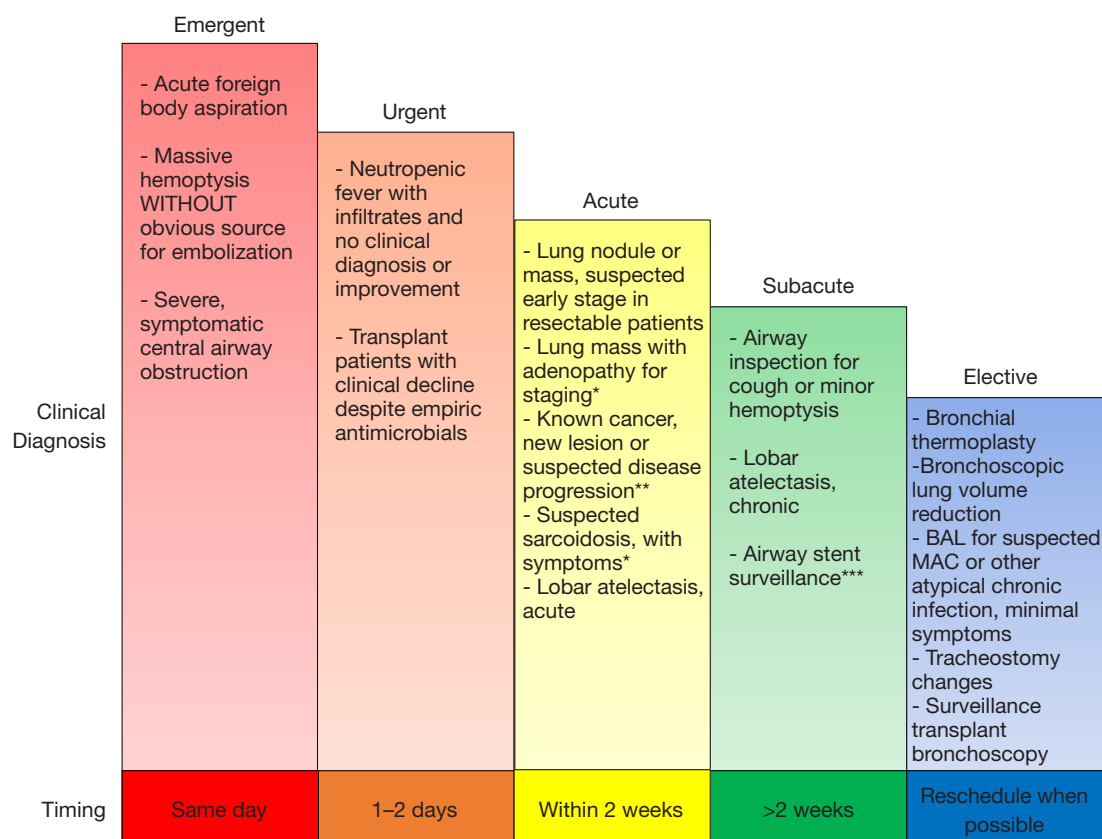 Emergent
- Acute foreign
body aspiration
- Massive
hemoptysis
WITHOUT
obvious source
for embolization
- Severe,
symptomatic
central airway
obstruction
Urgent
- Neutropenic
fever with
infiltrates and
no clinical
diagnosis or
improvement
- Transplant
patients with
clinical decline
despite empiric
antimicrobials
Acute
- Lung nodule or
mass, suspected
early stage in
resectable patients
- Lung mass with
adenopathy for
staging*
- Known cancer,
new lesion or
suspected disease
progression**
- Suspected
sarcoidosis, with
symptoms*
- Lobar atelectasis,
acute
Subacute
- Airway
inspection for
cough or minor
hemoptysis
- Lobar
atelectasis,
chronic
- Airway stent
surveillance***
Elective
- Bronchial
thermoplasty
-Bronchoscopic
lung volume
reduction
- BAL for suspected
MAC or other
atypical chronic
infection, minimal
symptoms
- Tracheostomy
changes
- Surveillance
transplant
bronchoscopy
Clinical
Diagnosis
Timing
Same day
1–2 days
Within 2 weeks
>2 weeks
Reschedule when
possible